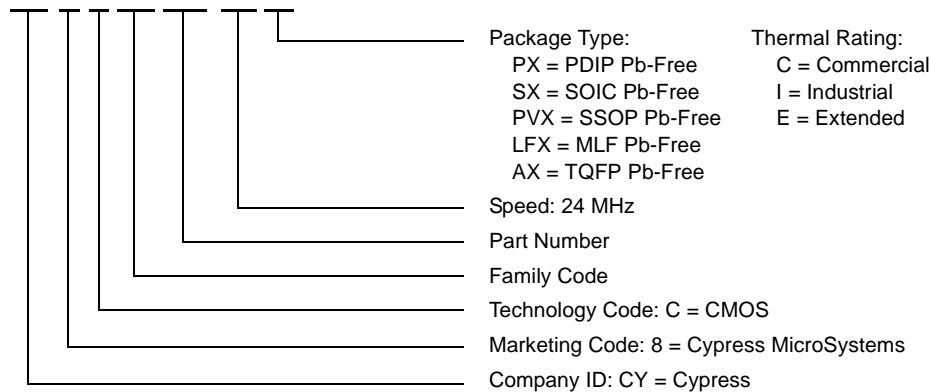 Package Type:
PX = PDIP Pb-Free
SX = SOIC Pb-Free
PVX = SSOP Pb-Free
LFX = MLF Pb-Free
AX = TQFP Pb-Free
Thermal Rating:
C = Commercial
I = Industrial
E = Extended
Speed: 24 MHz
Part Number
Family Code
Technology Code: C = CMOS
Marketing Code: 8 = Cypress MicroSystems
Company ID: CY = Cypress